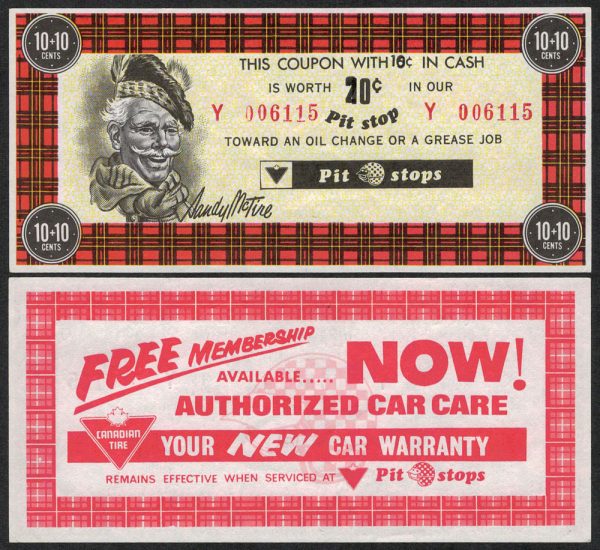 10+10
CENTS
10+10
CENTS
THIS COUPON WITH 10¢ IN CASH
IS WORTH 20¢ IN OUR
Y 006115 Pit stop Y 006115
TOWARD AN OIL CHANGE OR A GREASE JOB
Pit stops
Sandy McTire
10+10
CENTS
10+10
CENTS
FREE MEMBERSHIP
AVAILABLE..... NOW!
AUTHORIZED CAR CARE
CANADIAN
TIRE
YOUR NEW CAR WARRANTY
REMAINS EFFECTIVE WHEN SERVICED AT Pit stops